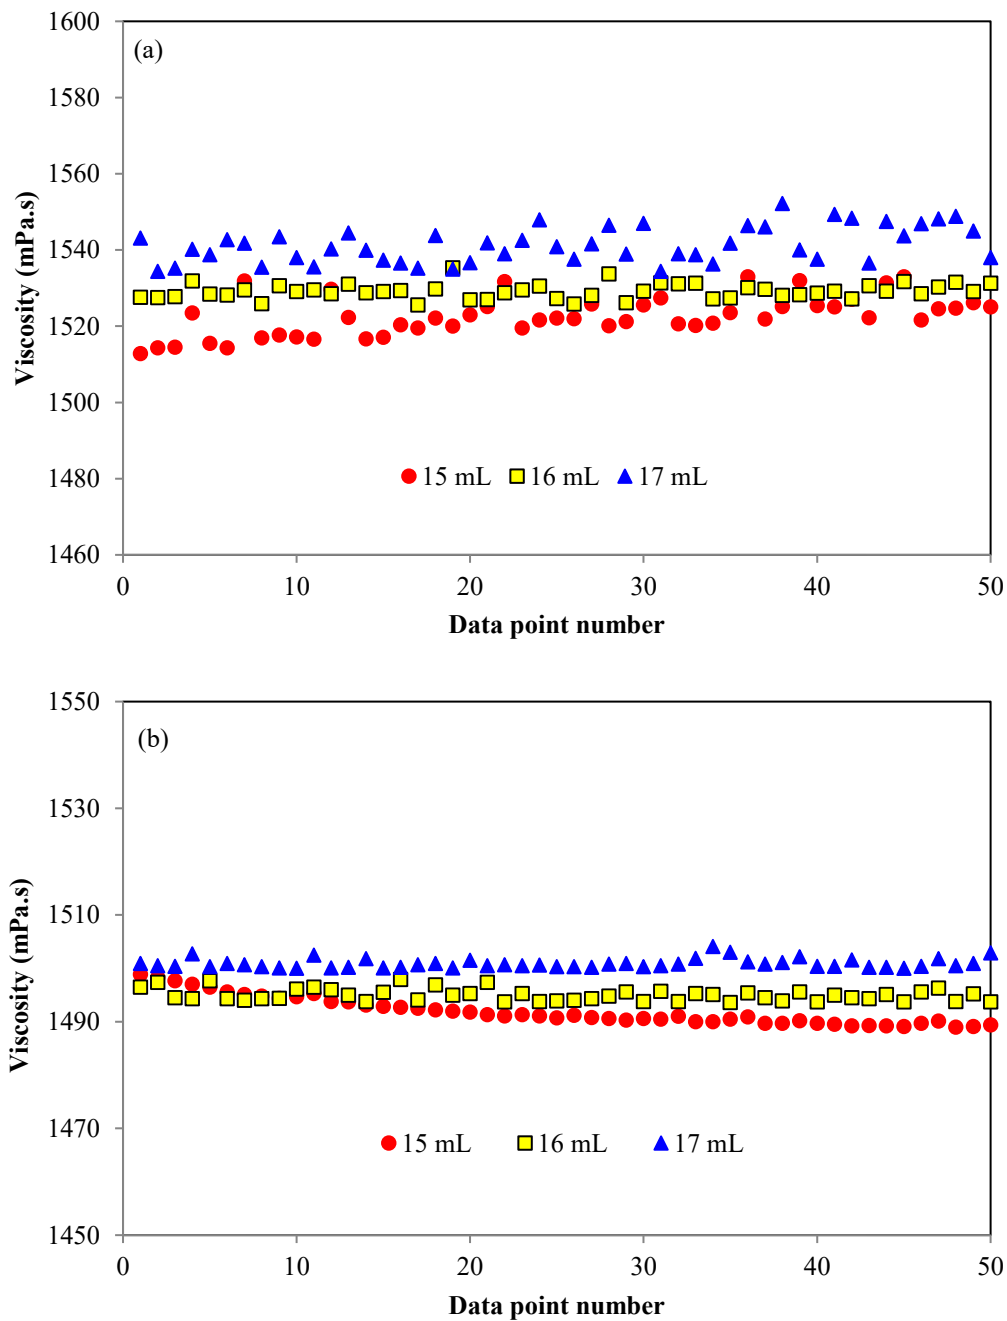 1600
(a)
1580
1560
1540
1520
1500
1480
1460
Viscosity (mPa.s)
15 mL 16 mL 17 mL
0 10 20 30 40 50
Data point number
1550
(b)
1530
1510
1490
1470
1450
Viscosity (mPa.s)
15 mL 16 mL 17 mL
0 10 20 30 40 50
Data point number